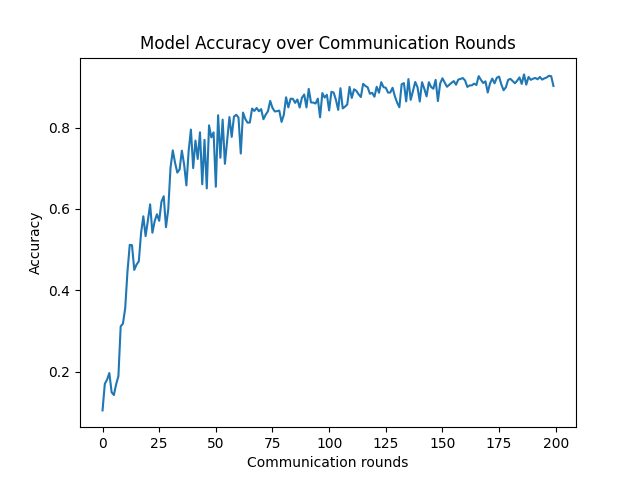 Model Accuracy over Communication Rounds
Accuracy
0.8
0.6
0.4
0.2
0 25 50 75 100 125 150 175 200
Communication rounds